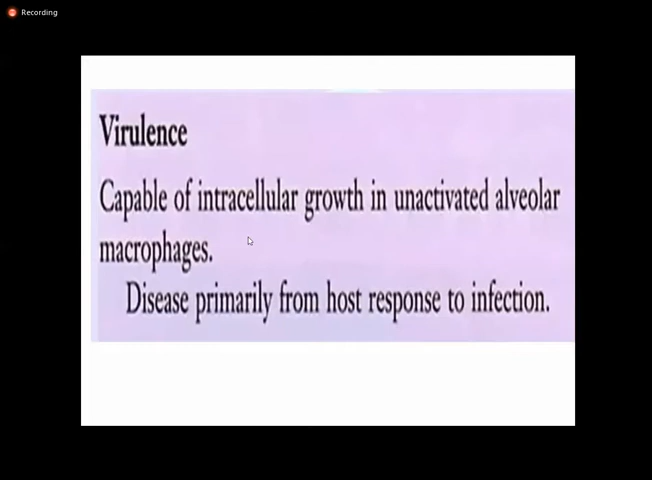 Recording
Virulence
Capable of intracellular growth in unactivated alveolar
macrophages.
Disease primarily from host response to infection.